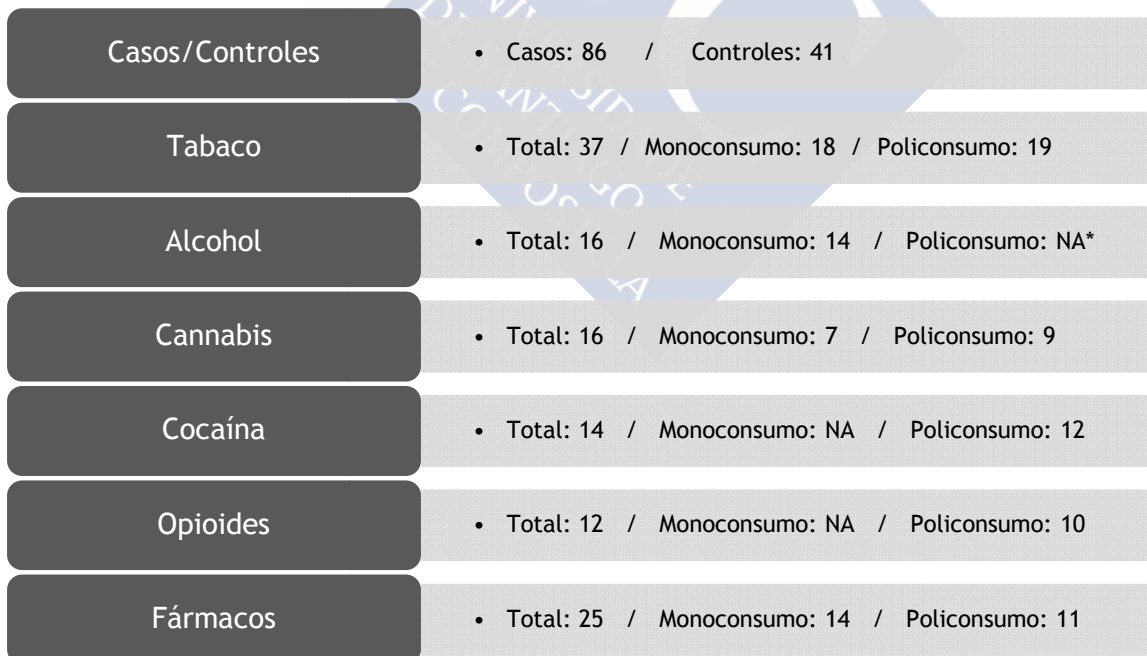 Casos/Controles
• Casos: 86 / Controles: 41
Tabaco
• Total: 37 / Monoconsumo: 18 / Policonsumo: 19
Alcohol
• Total: 16 / Monoconsumo: 14 / Policonsumo: NA*
Cannabis
• Total: 16 / Monoconsumo: 7 / Policonsumo: 9
Cocaína
• Total: 14 / Monoconsumo: NA / Policonsumo: 12
Opioides
• Total: 12 / Monoconsumo: NA / Policonsumo: 10
Fármacos
• Total: 25 / Monoconsumo: 14 / Policonsumo: 11